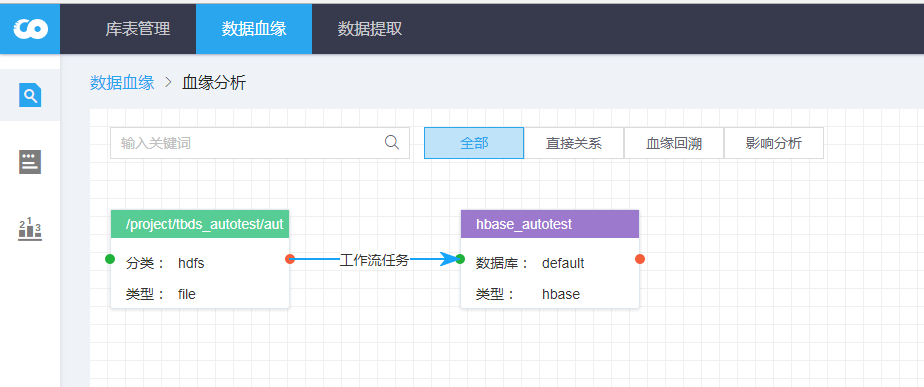 库表管理 数据血缘 数据提取
数据血缘 > 血缘分析
输入关键词 全部 直接关系 血缘回溯 影响分析
/project/tbds_autotest/aut hbase_autotest
分类： hdfs 工作流任务 数据库： default
类型： file 类型： hbase
2 1 3